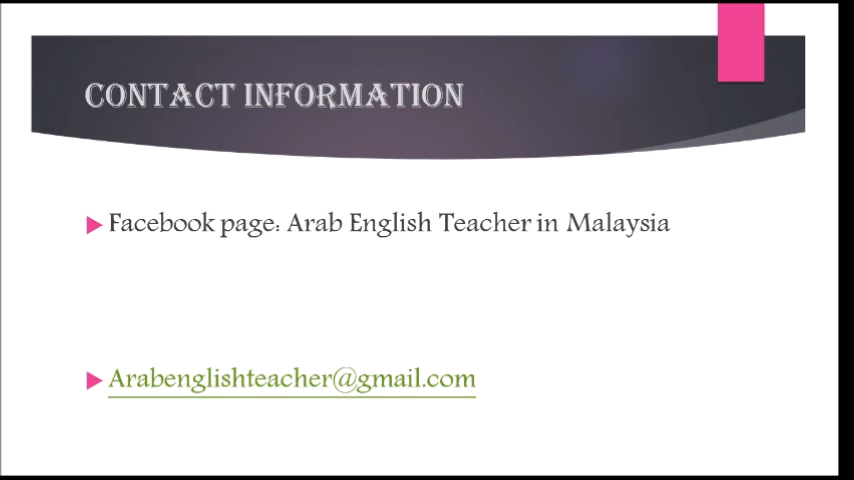 CONTACT INFORMATION
Facebook page: Arab English Teacher in Malaysia
Arabenglishteacher@gmail.com